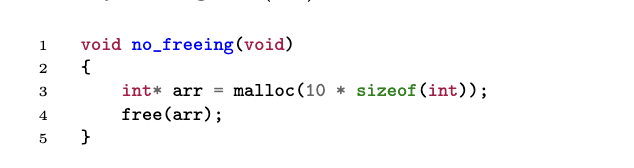 1 void no_freeing(void)
2 {
3     int* arr = malloc(10 * sizeof(int));
4     free(arr);
5 }